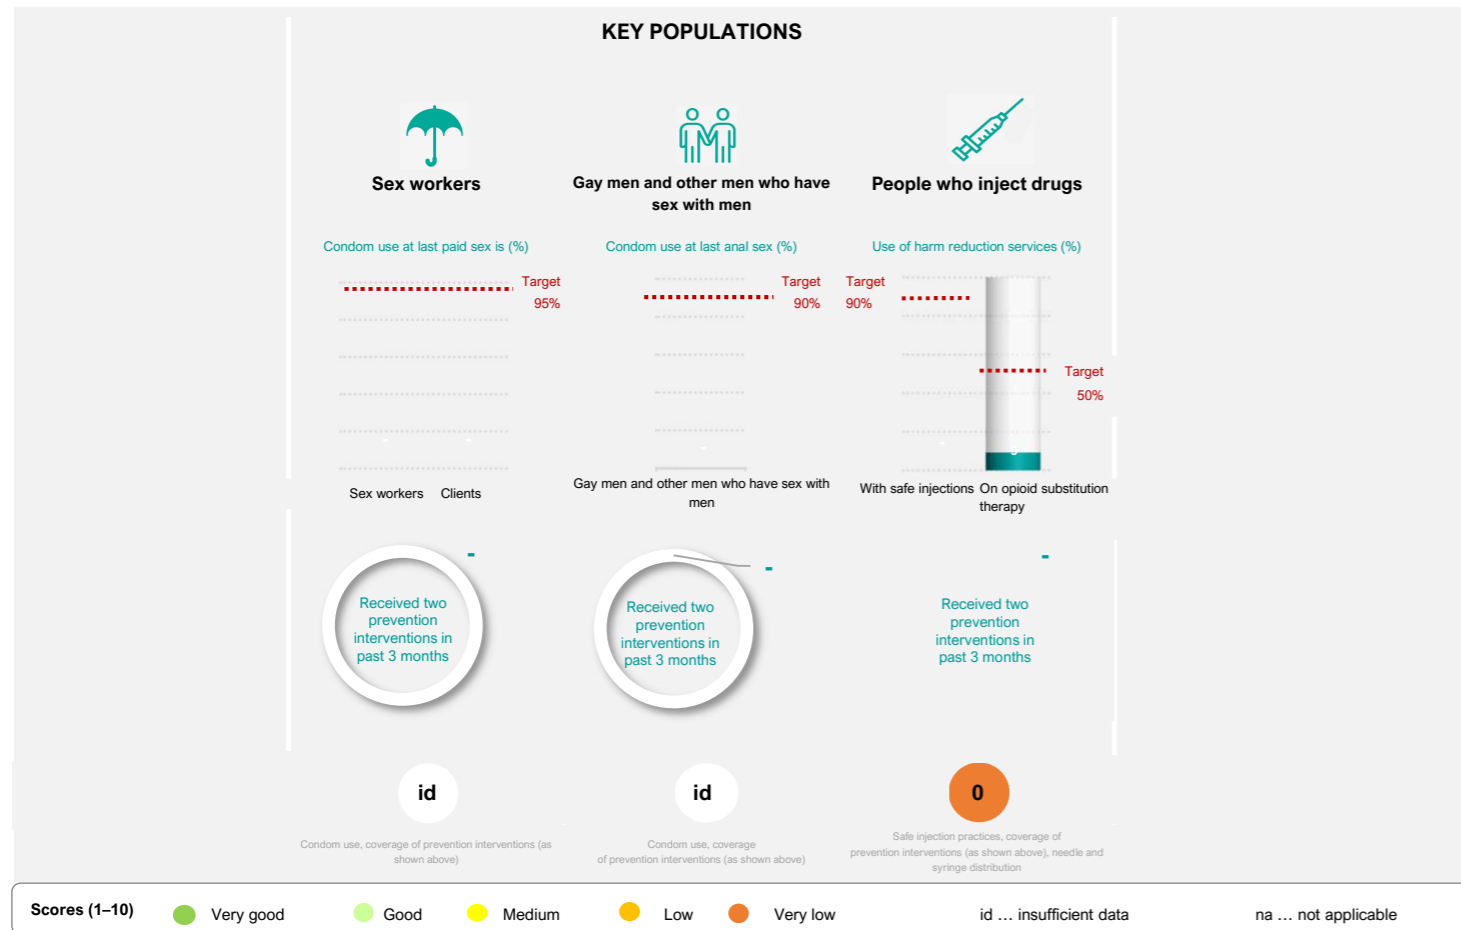 KEY POPULATIONS
Sex workers
Gay men and other men who have
sex with men
People who inject drugs
Condom use at last paid sex is (%)
Condom use at last anal sex (%)
Use of harm reduction services (%)
Target
95%
Target
90%
Target
90%
Target
50%
-
-
-
-
Sex workers
Clients
Gay men and other men who have sex with
men
With safe injections
On opioid substitution
therapy
-
Received two
prevention
interventions in
past 3 months
-
Received two
prevention
interventions in
past 3 months
-
Received two
prevention
interventions in
past 3 months
id
id
0
Condom use, coverage of prevention interventions (as
shown above)
Condom use, coverage
of prevention interventions (as shown above)
Safe injection practices, coverage of
prevention interventions (as shown above), needle and
syringe distribution
Scores (1–10)
Very good
Good
Medium
Low
Very low
id … insufficient data
na … not applicable